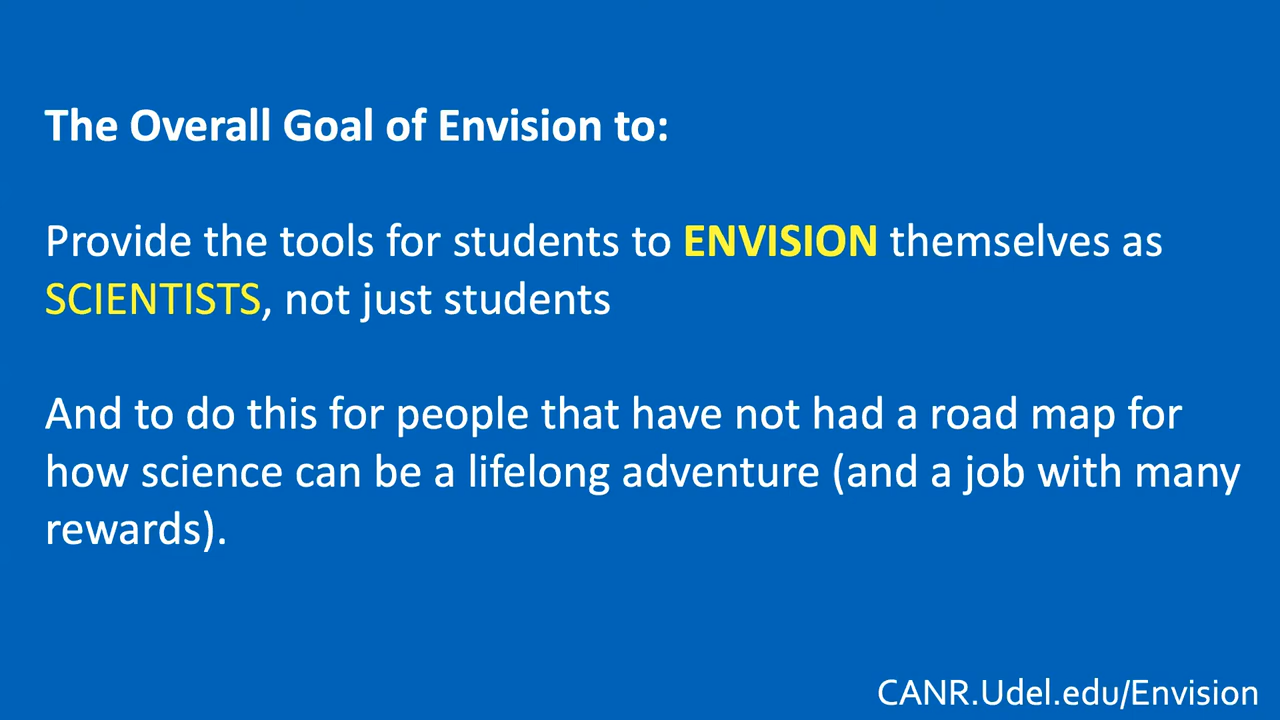 The Overall Goal of Envision to:
Provide the tools for students to ENVISION themselves as
SCIENTISTS, not just students
And to do this for people that have not had a road map for
how science can be a lifelong adventure (and a job with many
rewards).
CANR.Udel.edu/Envision